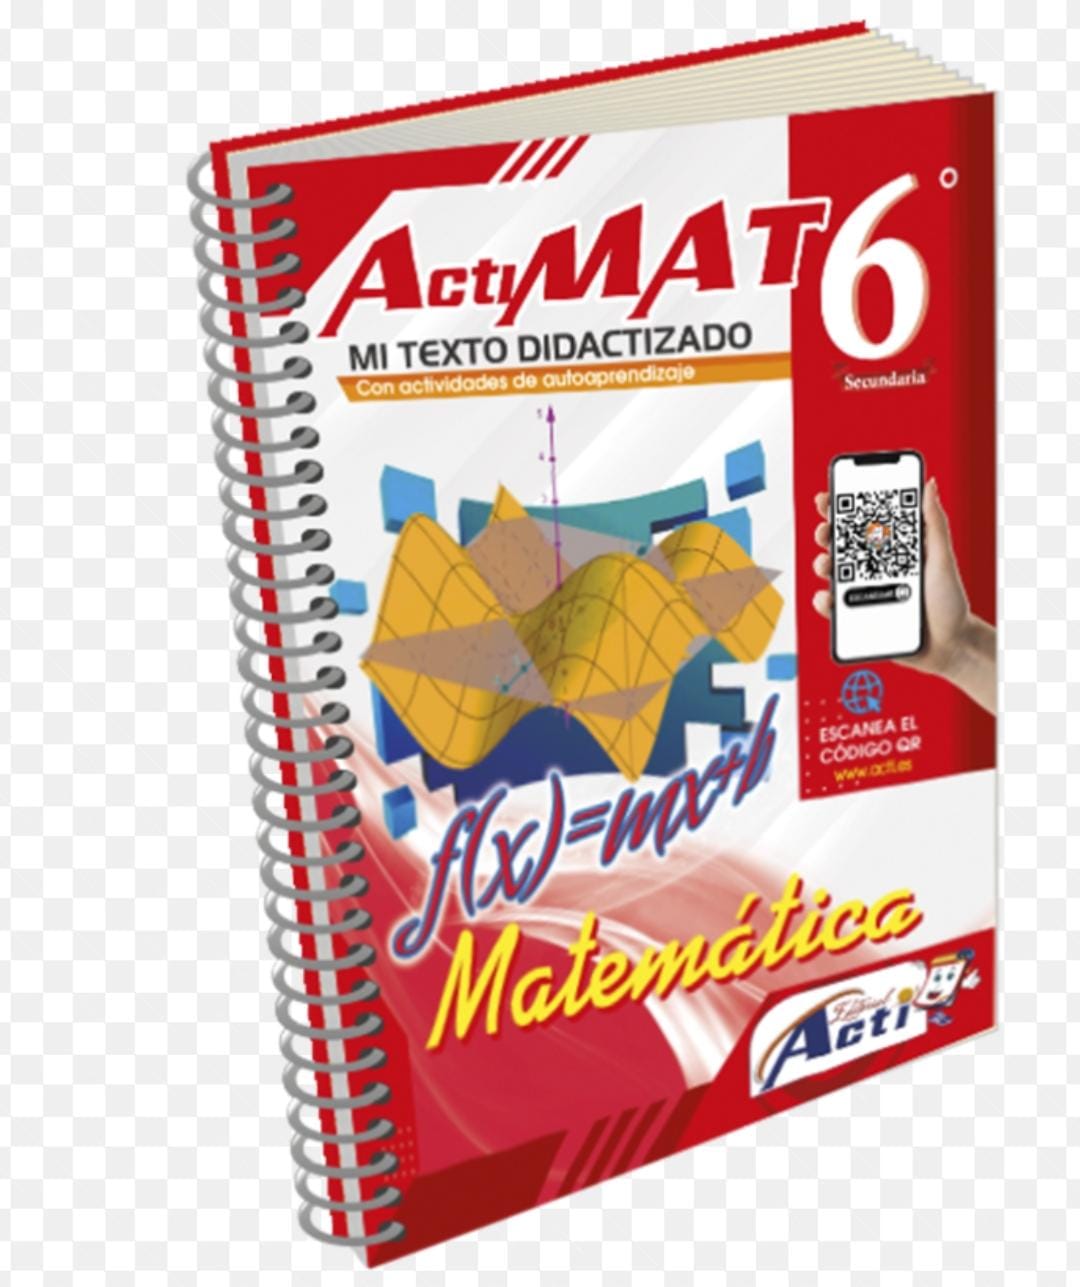 ActiMAT
6°
MI TEXTO DIDACTIZADO
Con actividades de autoaprendizaje
Secundaria
ESCANEA EL
CÓDIGO QR
www.acti.es
f(x)=mx+b
Matemática
Editorial
Acti